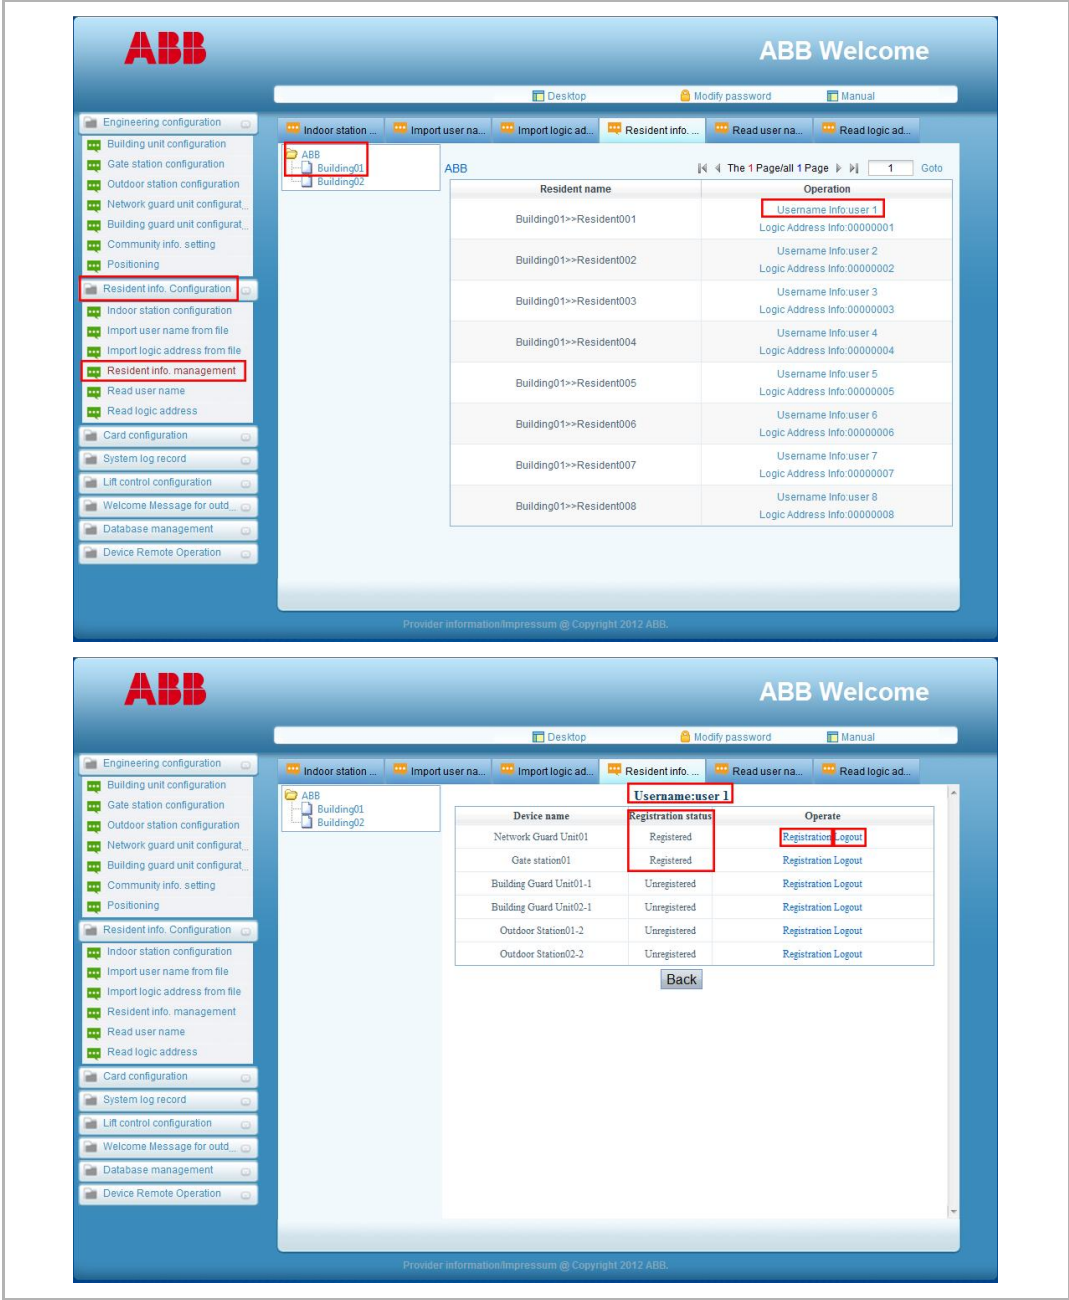 ABB
ABB Welcome
Desktop
Modify password
Manual
Engineering configuration
Building unit configuration
Gate station configuration
Outdoor station configuration
Network guard unit configurat...
Building guard unit configurat...
Community info. setting
Positioning
Resident info. Configuration
Indoor station configuration
Import user name from file
Import logic address from file
Resident info. management
Read user name
Read logic address
Card configuration
System log record
Lift control configuration
Welcome Message for outd...
Database management
Device Remote Operation
Indoor station ...
Import user na...
Import logic ad...
Resident info. ...
Read user na...
Read logic ad...
ABB
Building01
Building02
ABB
The 1 Page/all 1 Page
1
Goto
Resident name
Operation
Building01>>Resident001
Username Info:user 1
Logic Address Info:00000001
Building01>>Resident002
Username Info:user 2
Logic Address Info:00000002
Building01>>Resident003
Username Info:user 3
Logic Address Info:00000003
Building01>>Resident004
Username Info:user 4
Logic Address Info:00000004
Building01>>Resident005
Username Info:user 5
Logic Address Info:00000005
Building01>>Resident006
Username Info:user 6
Logic Address Info:00000006
Building01>>Resident007
Username Info:user 7
Logic Address Info:00000007
Building01>>Resident008
Username Info:user 8
Logic Address Info:00000008
Provider information/Impressum @ Copyright 2012 ABB.
ABB
ABB Welcome
Desktop
Modify password
Manual
Engineering configuration
Building unit configuration
Gate station configuration
Outdoor station configuration
Network guard unit configurat...
Building guard unit configurat...
Community info. setting
Positioning
Resident info. Configuration
Indoor station configuration
Import user name from file
Import logic address from file
Resident info. management
Read user name
Read logic address
Card configuration
System log record
Lift control configuration
Welcome Message for outd...
Database management
Device Remote Operation
Indoor station ...
Import user na...
Import logic ad...
Resident info. ...
Read user na...
Read logic ad...
ABB
Building01
Building02
Username:user 1
Device name Registration status Operate
Network Guard Unit01 Registered Registration Logout
Gate station01 Registered Registration Logout
Building Guard Unit01-1 Unregistered Registration Logout
Building Guard Unit02-1 Unregistered Registration Logout
Outdoor Station01-2 Unregistered Registration Logout
Outdoor Station02-2 Unregistered Registration Logout
Back
Provider information/Impressum @ Copyright 2012 ABB.